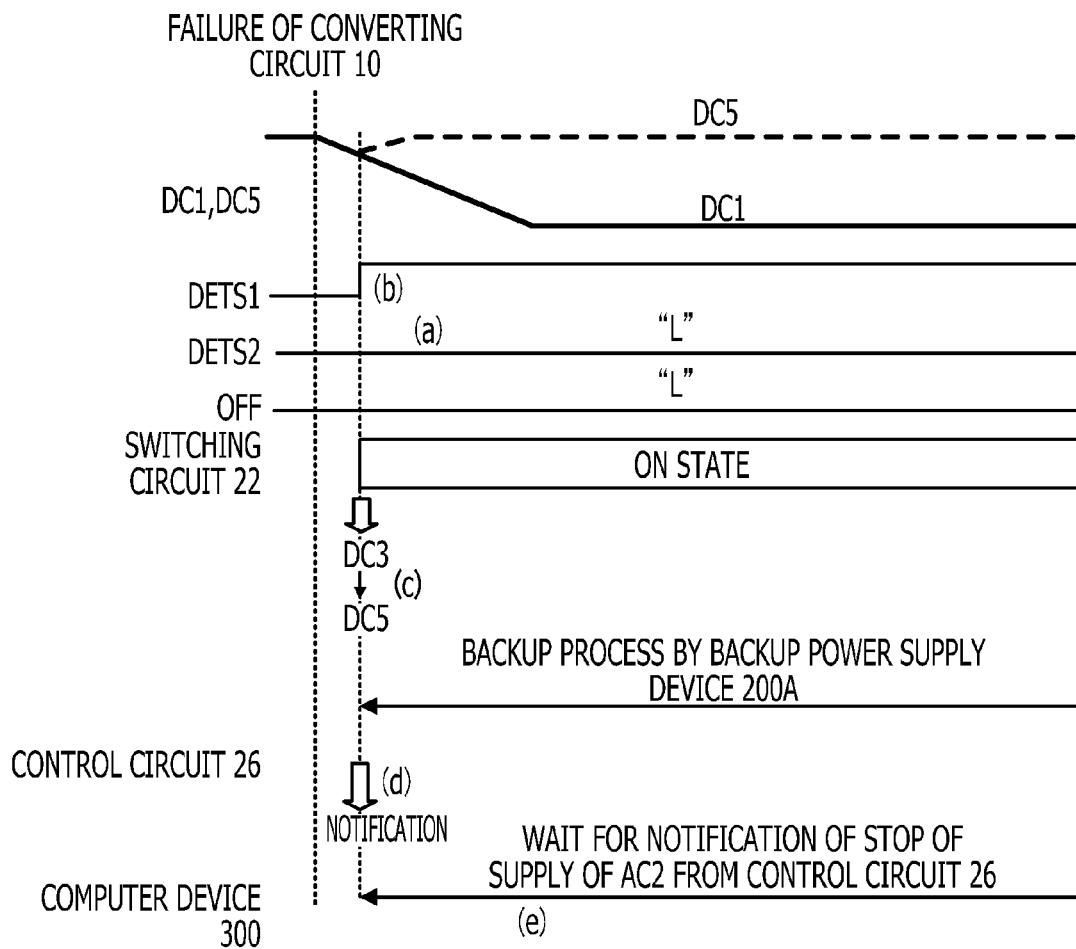 FAILURE OF CONVERTING
CIRCUIT 10
DC5
DC1,DC5
DC1
DETS1
(b)
(a)
"L"
DETS2
"L"
OFF
SWITCHING
CIRCUIT 22
ON STATE
DC3
(c)
DC5
BACKUP PROCESS BY BACKUP POWER SUPPLY
DEVICE 200A
CONTROL CIRCUIT 26
(d)
NOTIFICATION
WAIT FOR NOTIFICATION OF STOP OF
SUPPLY OF AC2 FROM CONTROL CIRCUIT 26
COMPUTER DEVICE
300
(e)